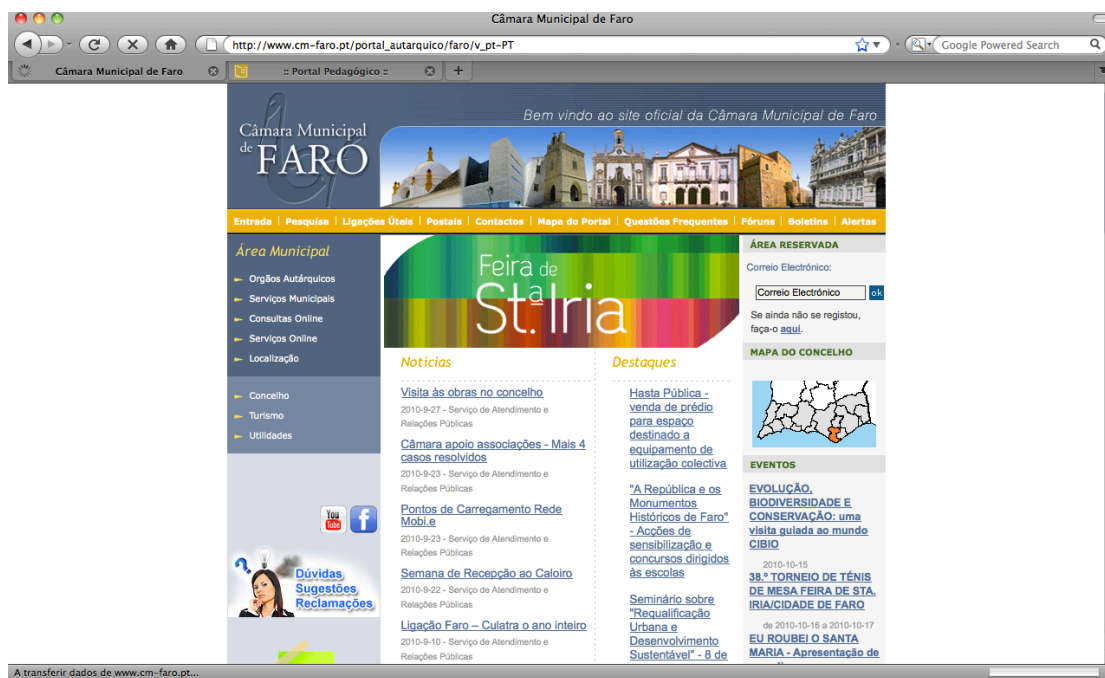 Câmara Municipal de Faro
http://www.cm-faro.pt/portal_autarquico/faro/v_pt-PT
Google Powered Search
Câmara Municipal de Faro
:: Portal Pedagógico ::
Câmara Municipal
de FARO
Bem vindo ao site oficial da Câmara Municipal de Faro
Entrada | Pesquisa | Ligações Úteis | Postais | Contactos | Mapa do Portal | Questões Frequentes | Fóruns | Boletins | Alertas
Área Municipal
Orgãos Autárquicos
Serviços Municipais
Consultas Online
Serviços Online
Localização
Concelho
Turismo
Utilidades
You
Tube
f
Dúvidas
Sugestões
Reclamações
Feira de
St.ª Iria
Notícias
Visita às obras no concelho
2010-9-27 - Serviço de Atendimento e
Relações Públicas
Câmara apoio associações - Mais 4
casos resolvidos
2010-9-23 - Serviço de Atendimento e
Relações Públicas
Pontos de Carregamento Rede
Mobi.e
2010-9-23 - Serviço de Atendimento e
Relações Públicas
Semana de Recepção ao Caloiro
2010-9-22 - Serviço de Atendimento e
Relações Públicas
Ligação Faro – Culatra o ano inteiro
2010-9-10 - Serviço de Atendimento e
Relações Públicas
Destaques
Hasta Pública -
venda de prédio
para espaço
destinado a
equipamento de
utilização colectiva
"A República e os
Monumentos
Históricos de Faro"
- Acções de
sensibilização e
concursos dirigidos
às escolas
Seminário sobre
"Requalificação
Urbana e
Desenvolvimento
Sustentável" - 8 de
ÁREA RESERVADA
Correio Electrónico:
Correio Electrónico
ok
Se ainda não se registou,
faça-o aqui.
MAPA DO CONCELHO
EVENTOS
EVOLUÇÃO,
BIODIVERSIDADE E
CONSERVAÇÃO: uma
visita guiada ao mundo
CIBIO
2010-10-15
38.º TORNEIO DE TÉNIS
DE MESA FEIRA DE STA.
IRIA/CIDADE DE FARO
de 2010-10-16 a 2010-10-17
EU ROUBEI O SANTA
MARIA - Apresentação de
A transferir dados de www.cm-faro.pt...